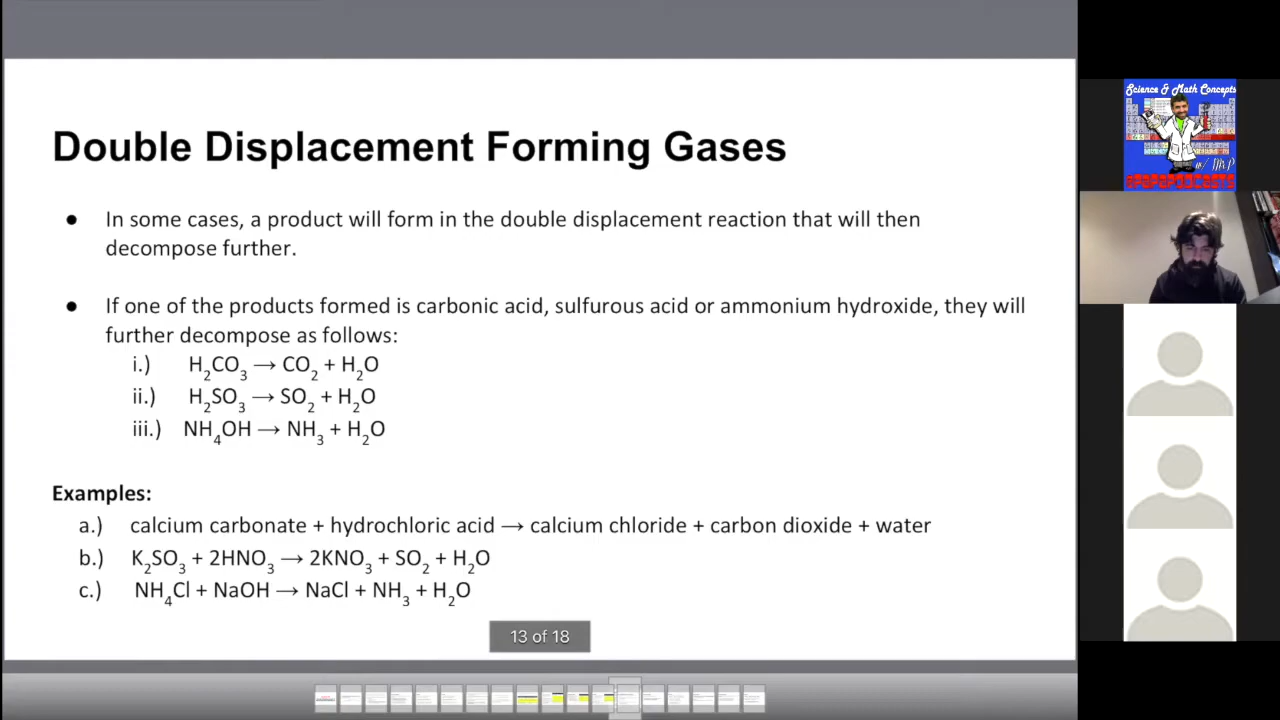 Double Displacement Forming Gases
● In some cases, a product will form in the double displacement reaction that will then
decompose further.
● If one of the products formed is carbonic acid, sulfurous acid or ammonium hydroxide, they will
further decompose as follows:
i.) H₂CO₃ → CO₂ + H₂O
ii.) H₂SO₃ → SO₂ + H₂O
iii.) NH₄OH → NH₃ + H₂O
Examples:
a.) calcium carbonate + hydrochloric acid → calcium chloride + carbon dioxide + water
b.) K₂SO₃ + 2HNO₃ → 2KNO₃ + SO₂ + H₂O
c.) NH₄Cl + NaOH → NaCl + NH₃ + H₂O
13 of 18
Science & Math Concepts
w/ Mr.P